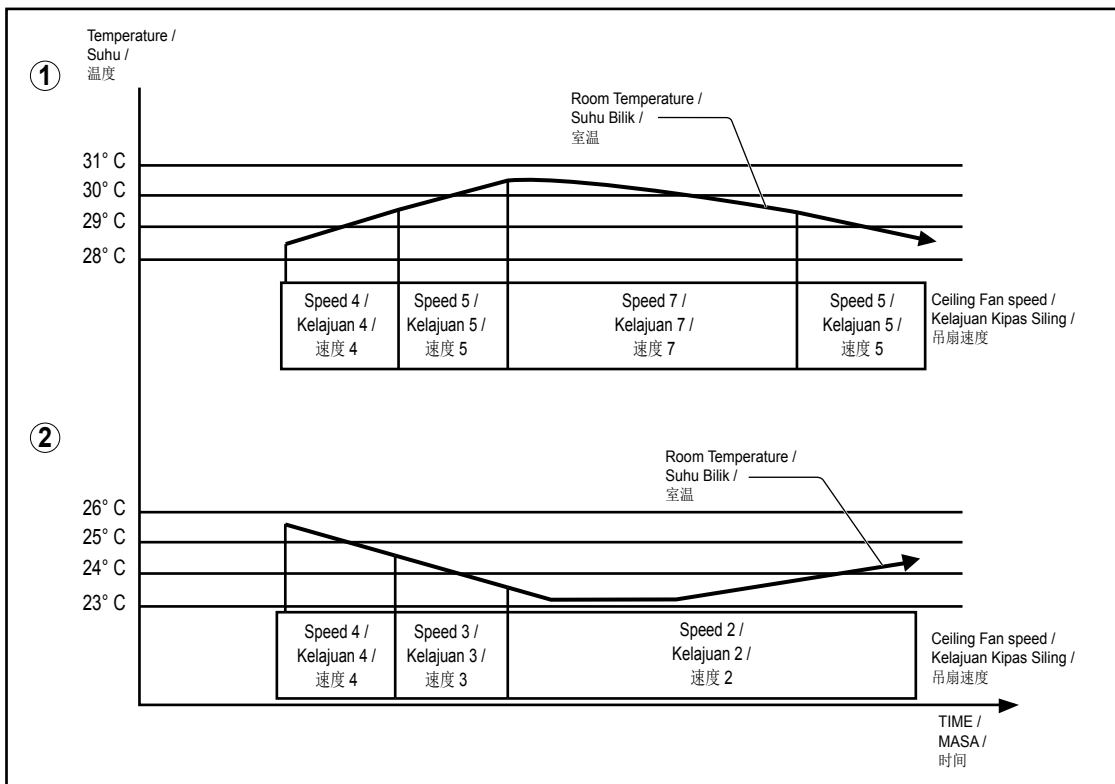 Temperature /
Suhu /
温度
①
Room Temperature /
Suhu Bilik /
室温
31° C
30° C
29° C
28° C
Speed 4 /
Kelajuan 4 /
速度 4
Speed 5 /
Kelajuan 5 /
速度 5
Speed 7 /
Kelajuan 7 /
速度 7
Speed 5 /
Kelajuan 5 /
速度 5
Ceiling Fan speed /
Kelajuan Kipas Siling /
吊扇速度
②
Room Temperature /
Suhu Bilik /
室温
26° C
25° C
24° C
23° C
Speed 4 /
Kelajuan 4 /
速度 4
Speed 3 /
Kelajuan 3 /
速度 3
Speed 2 /
Kelajuan 2 /
速度 2
Ceiling Fan speed /
Kelajuan Kipas Siling /
吊扇速度
TIME /
MASA /
时间